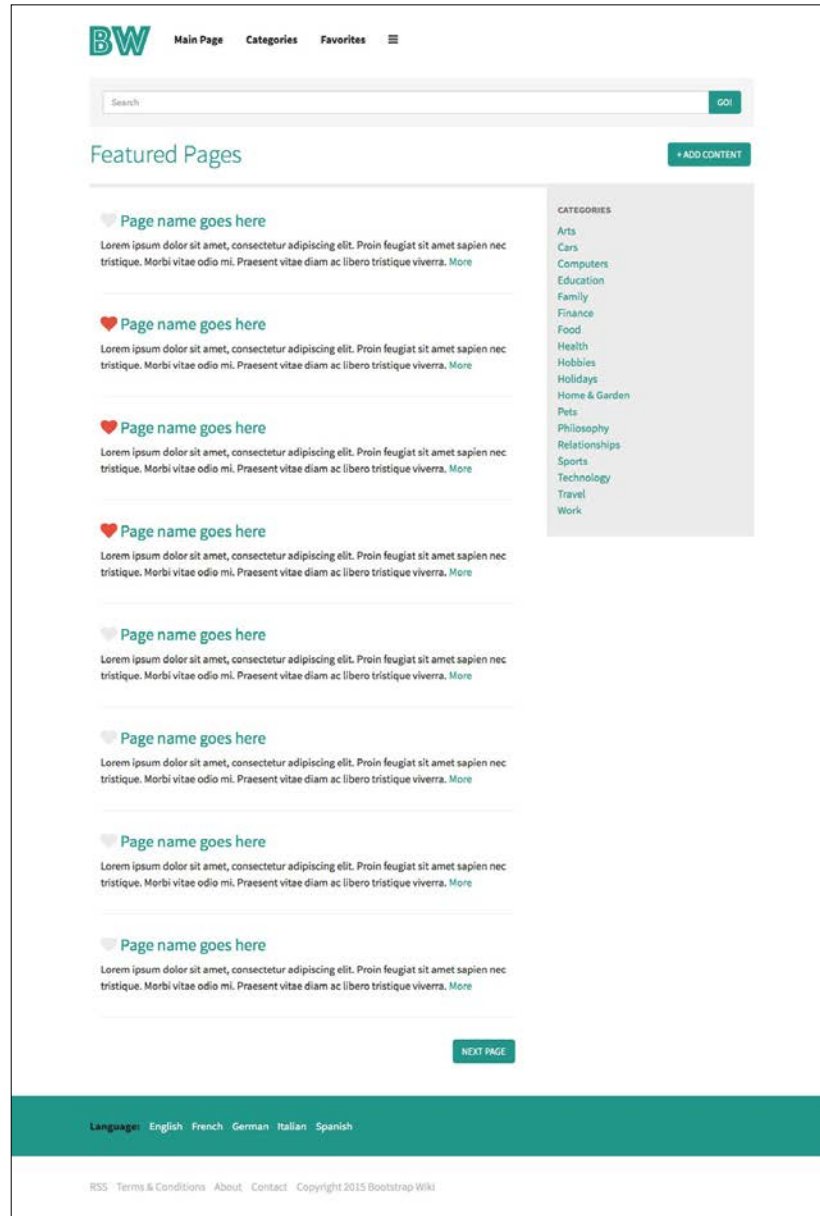 BW
Main Page Categories Favorites
Search
GO!
Featured Pages
+ ADD CONTENT
Page name goes here
Lorem ipsum dolor sit amet, consectetur adipiscing elit. Proin feugiat sit amet sapien nec
tristique. Morbi vitae odio mi. Praesent vitae diam ac libero tristique viverra. More
Page name goes here
Lorem ipsum dolor sit amet, consectetur adipiscing elit. Proin feugiat sit amet sapien nec
tristique. Morbi vitae odio mi. Praesent vitae diam ac libero tristique viverra. More
Page name goes here
Lorem ipsum dolor sit amet, consectetur adipiscing elit. Proin feugiat sit amet sapien nec
tristique. Morbi vitae odio mi. Praesent vitae diam ac libero tristique viverra. More
Page name goes here
Lorem ipsum dolor sit amet, consectetur adipiscing elit. Proin feugiat sit amet sapien nec
tristique. Morbi vitae odio mi. Praesent vitae diam ac libero tristique viverra. More
Page name goes here
Lorem ipsum dolor sit amet, consectetur adipiscing elit. Proin feugiat sit amet sapien nec
tristique. Morbi vitae odio mi. Praesent vitae diam ac libero tristique viverra. More
Page name goes here
Lorem ipsum dolor sit amet, consectetur adipiscing elit. Proin feugiat sit amet sapien nec
tristique. Morbi vitae odio mi. Praesent vitae diam ac libero tristique viverra. More
Page name goes here
Lorem ipsum dolor sit amet, consectetur adipiscing elit. Proin feugiat sit amet sapien nec
tristique. Morbi vitae odio mi. Praesent vitae diam ac libero tristique viverra. More
Page name goes here
Lorem ipsum dolor sit amet, consectetur adipiscing elit. Proin feugiat sit amet sapien nec
tristique. Morbi vitae odio mi. Praesent vitae diam ac libero tristique viverra. More
NEXT PAGE
CATEGORIES
Arts
Cars
Computers
Education
Family
Finance
Food
Health
Hobbies
Holidays
Home & Garden
Pets
Philosophy
Relationships
Sports
Technology
Travel
Work
Language: English French German Italian Spanish
RSS Terms & Conditions About Contact Copyright 2015 Bootstrap Wiki